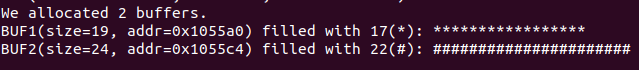 We allocated 2 buffers.
BUF1(size=19, addr=0x1055a0) filled with 17(*): *****************
BUF2(size=24, addr=0x1055c4) filled with 22(#): ######################